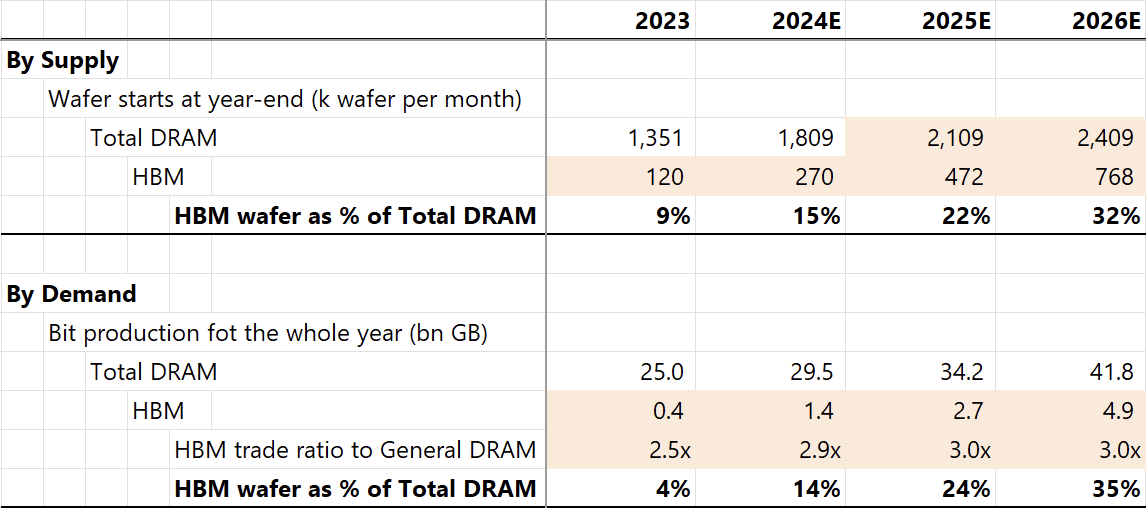 2023 2024E 2025E 2026E
By Supply
Wafer starts at year-end (k wafer per month)
Total DRAM 1,351 1,809 2,109 2,409
HBM 120 270 472 768
HBM wafer as % of Total DRAM 9% 15% 22% 32%
By Demand
Bit production fot the whole year (bn GB)
Total DRAM 25.0 29.5 34.2 41.8
HBM 0.4 1.4 2.7 4.9
HBM trade ratio to General DRAM 2.5x 2.9x 3.0x 3.0x
HBM wafer as % of Total DRAM 4% 14% 24% 35%